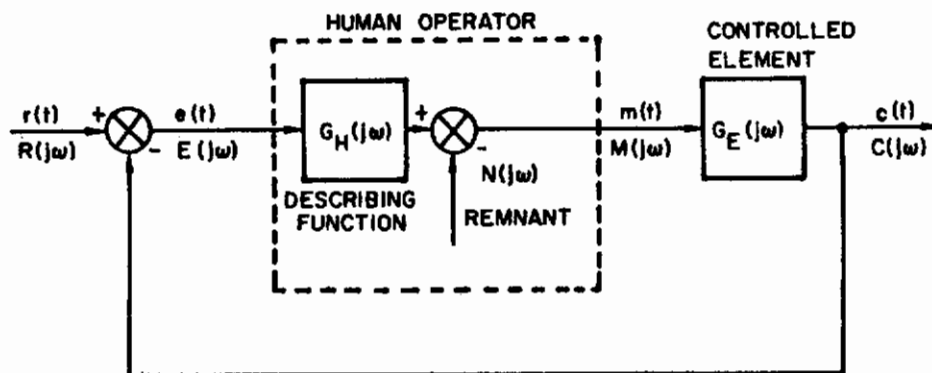 HUMAN OPERATOR
CONTROLLED
ELEMENT
r(t)
+
-
R(jω)
e(t)
E(jω)
G_H(jω)
+
-
DESCRIBING
FUNCTION
N(jω)
REMNANT
m(t)
M(jω)
G_E(jω)
c(t)
C(jω)